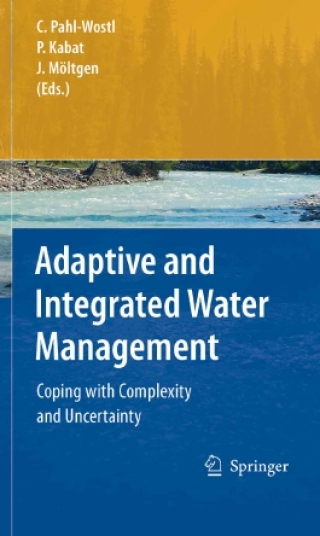 C. Pahl-Wostl
P. Kabat
J. Möltgen
(Eds.)
Adaptive and
Integrated Water
Management
Coping with Complexity
and Uncertainty
Springer